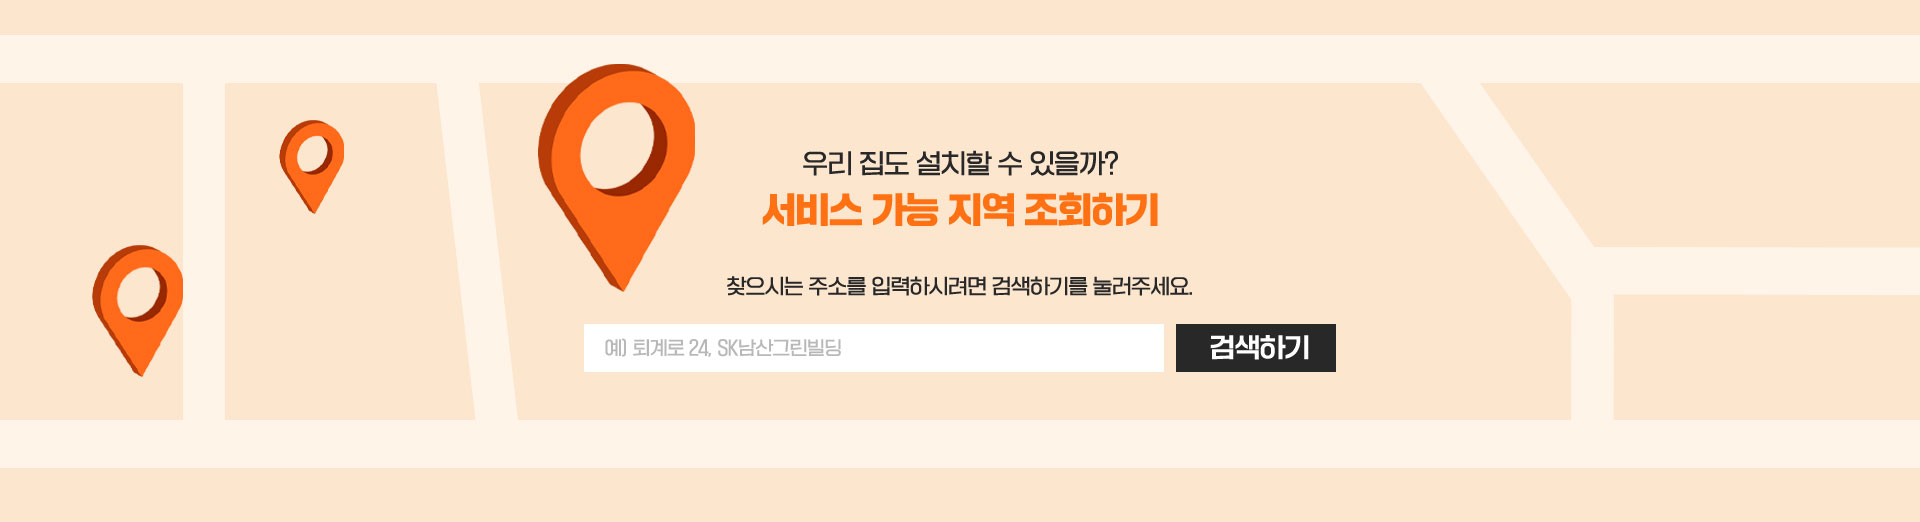 우리 집도 설치할 수 있을까?
서비스 가능 지역 조회하기
찾으시는 주소를 입력하시려면 검색하기를 눌러주세요.
예) 퇴계로 24, SK남산그린빌딩
검색하기